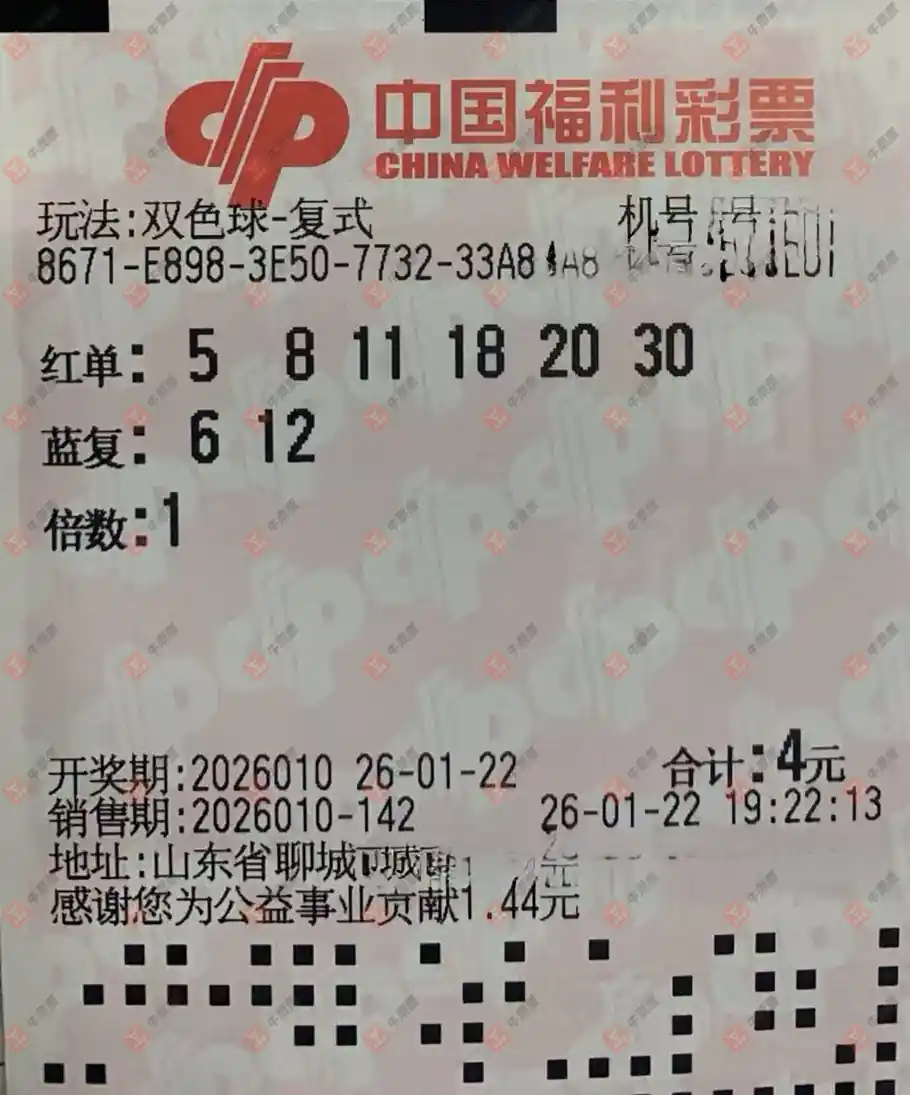 中国福利彩票
CHINA WELFARE LOTTERY
玩法:双色球-复式 机号
8671-E898-3E50-7732-33A8
红单: 5 8 11 18 20 30
蓝复: 6 12
倍数:1
开奖期:2026010 26-01-22 合计:4元
销售期:2026010-142 26-01-22 19:22:13
地址:山东省聊城
感谢您为公益事业贡献1.44元